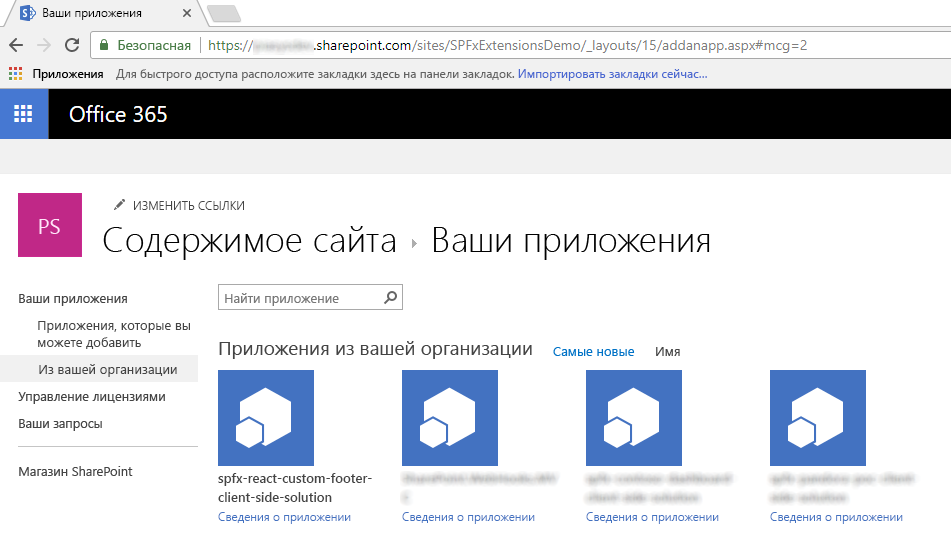 Ваши приложения
Безопасная https:// .sharepoint.com/sites/SPFxExtensionsDemo/_layouts/15/addanapp.aspx#mcg=2
Приложения Для быстрого доступа расположите закладки здесь на панели закладок. Импортировать закладки сейчас...
Office 365
PS
ИЗМЕНИТЬ ССЫЛКИ
Содержимое сайта Ваши приложения
Ваши приложения
Приложения, которые вы
можете добавить
Из вашей организации
Управление лицензиями
Ваши запросы
Магазин SharePoint
Найти приложение
Приложения из вашей организации Самые новые Имя
spfx-react-custom-footer-
client-side-solution
Сведения о приложении
Сведения о приложении
Сведения о приложении
Сведения о приложении